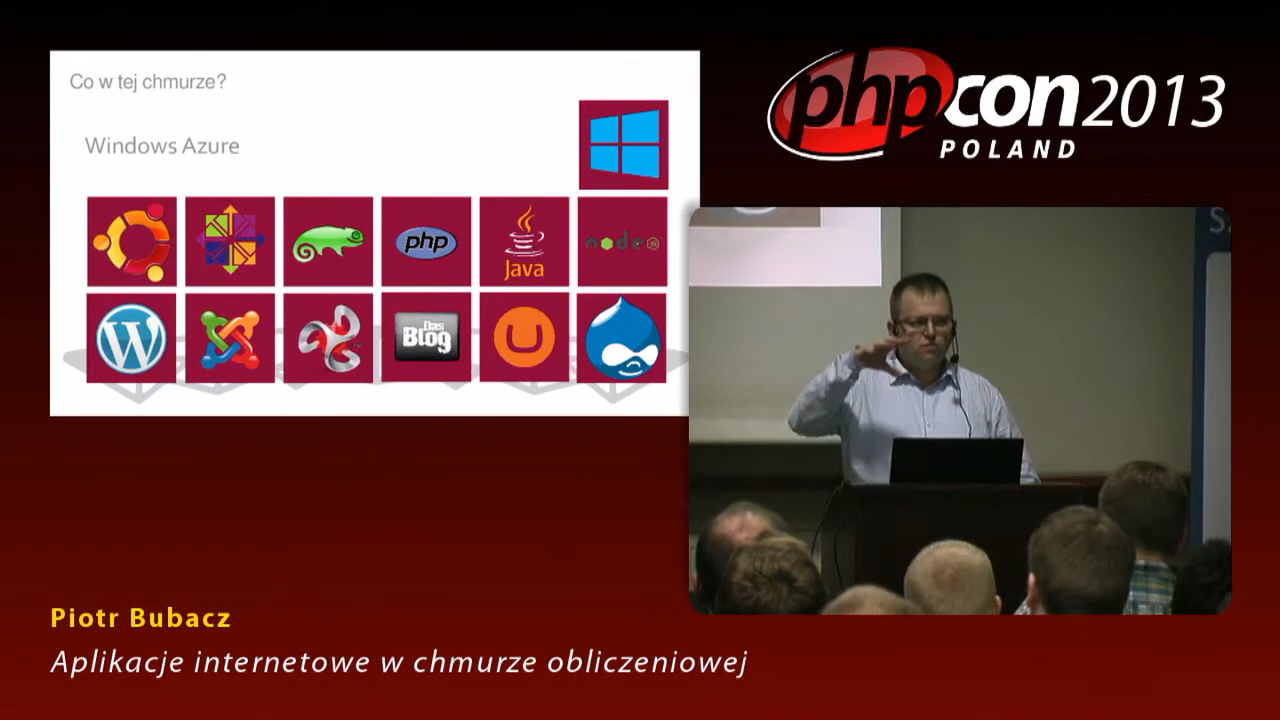 Co w tej chmurze?
Windows Azure
php
Java
node
Das
Blog
phpcon2013
POLAND
Piotr Bubacz
Aplikacje internetowe w chmurze obliczeniowej